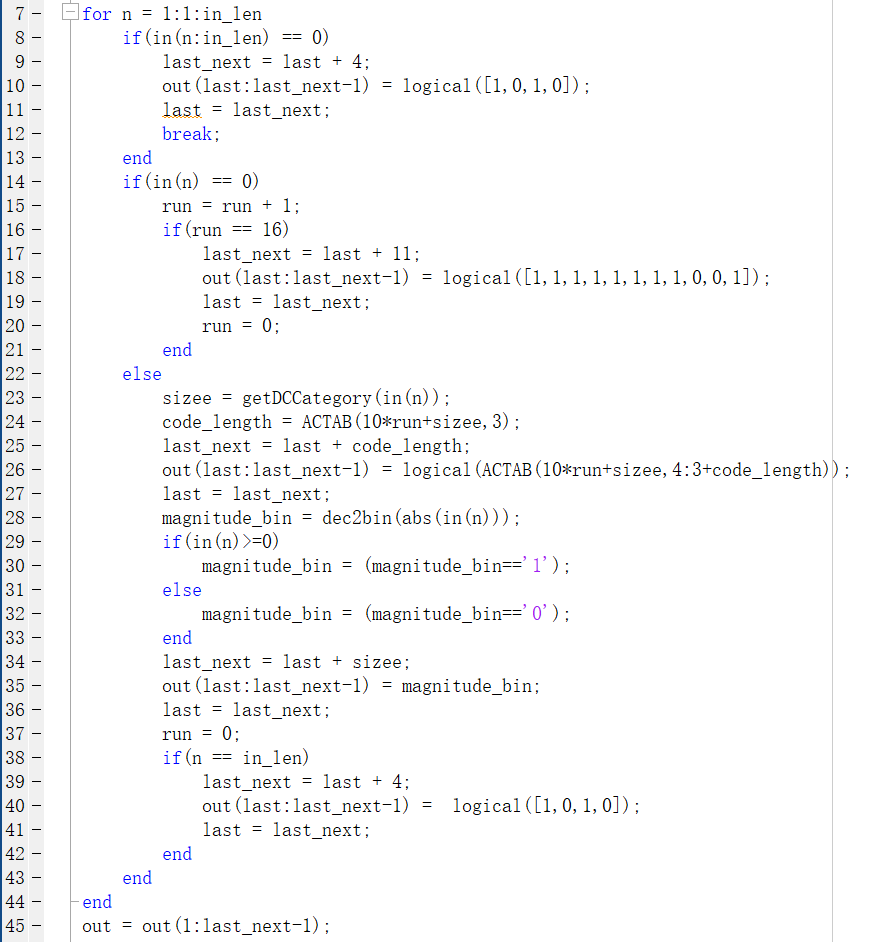 7 - for n = 1:1:in_len
8 -     if(in(n:in_len) == 0)
9 -         last_next = last + 4;
10 -         out(last:last_next-1) = logical([1,0,1,0]);
11 -         last = last_next;
12 -         break;
13 -     end
14 -     if(in(n) == 0)
15 -         run = run + 1;
16 -         if(run == 16)
17 -             last_next = last + 11;
18 -             out(last:last_next-1) = logical([1,1,1,1,1,1,1,1,0,0,1]);
19 -             last = last_next;
20 -             run = 0;
21 -         end
22 -     else
23 -         sizee = getDCCategory(in(n));
24 -         code_length = ACTAB(10*run+sizee,3);
25 -         last_next = last + code_length;
26 -         out(last:last_next-1) = logical(ACTAB(10*run+sizee,4:3+code_length));
27 -         last = last_next;
28 -         magnitude_bin = dec2bin(abs(in(n)));
29 -         if(in(n)>=0)
30 -             magnitude_bin = (magnitude_bin=='1');
31 -         else
32 -             magnitude_bin = (magnitude_bin=='0');
33 -         end
34 -         last_next = last + sizee;
35 -         out(last:last_next-1) = magnitude_bin;
36 -         last = last_next;
37 -         run = 0;
38 -         if(n == in_len)
39 -             last_next = last + 4;
40 -             out(last:last_next-1) =  logical([1,0,1,0]);
41 -             last = last_next;
42 -         end
43 -     end
44 - end
45 - out = out(1:last_next-1);